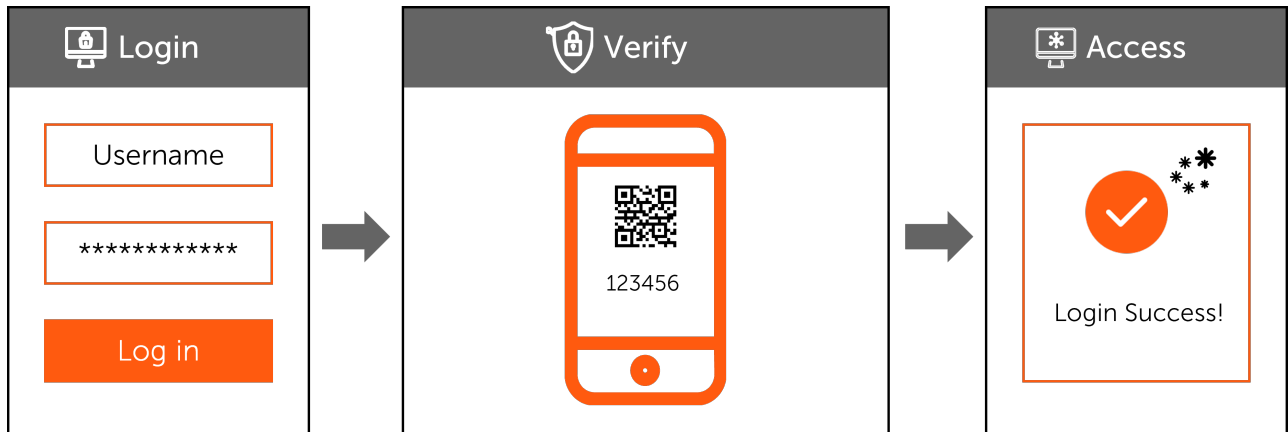 Login
Username
************
Log in
Verify
123456
Access
Login Success!